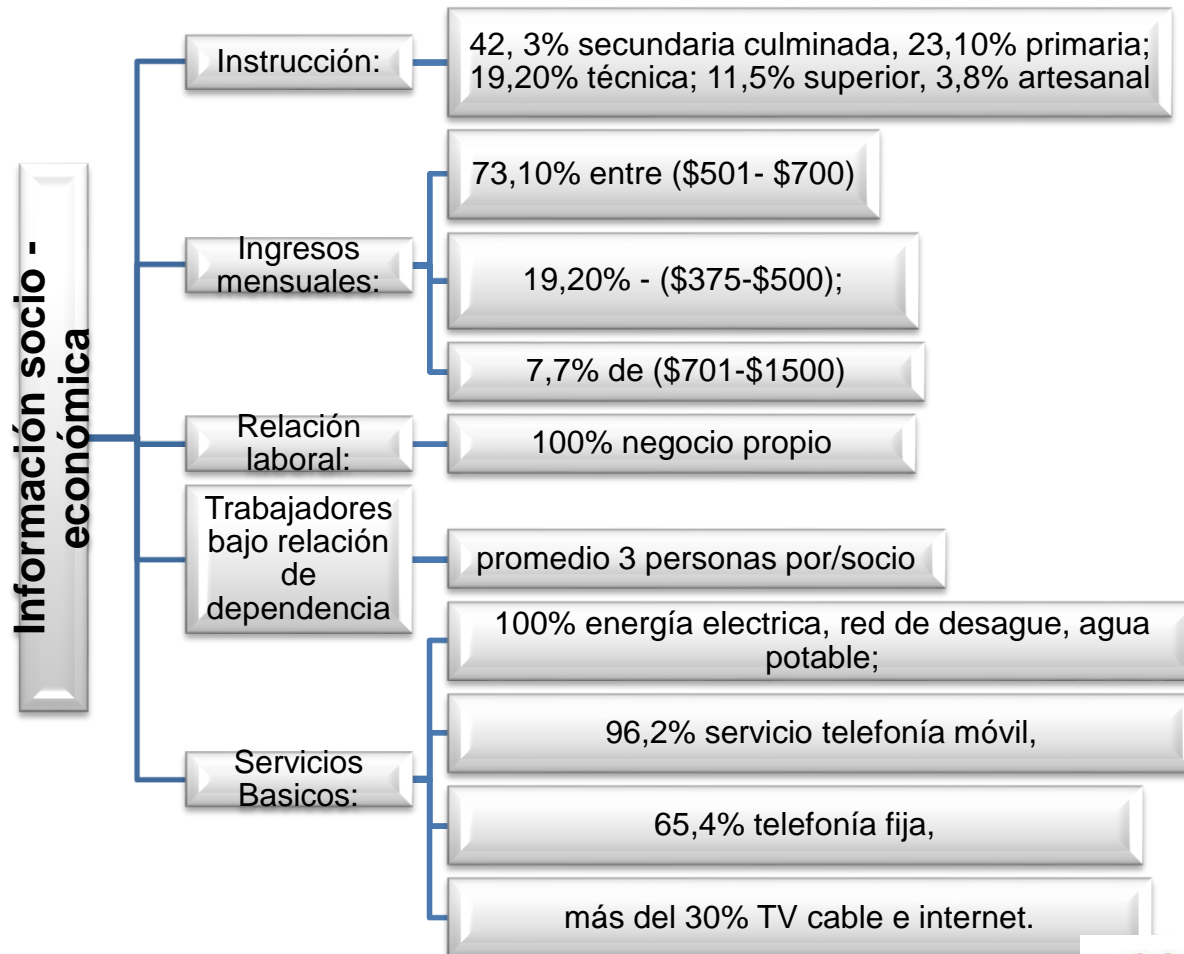 Información socio -
económica
Instrucción:
42, 3% secundaria culminada, 23,10% primaria;
19,20% técnica; 11,5% superior, 3,8% artesanal
Ingresos
mensuales:
73,10% entre ($501- $700)
19,20% - ($375-$500);
7,7% de ($701-$1500)
Relación
laboral:
100% negocio propio
Trabajadores
bajo relación
de
dependencia
promedio 3 personas por/socio
Servicios
Basicos:
100% energía electrica, red de desague, agua
potable;
96,2% servicio telefonía móvil,
65,4% telefonía fija,
más del 30% TV cable e internet.